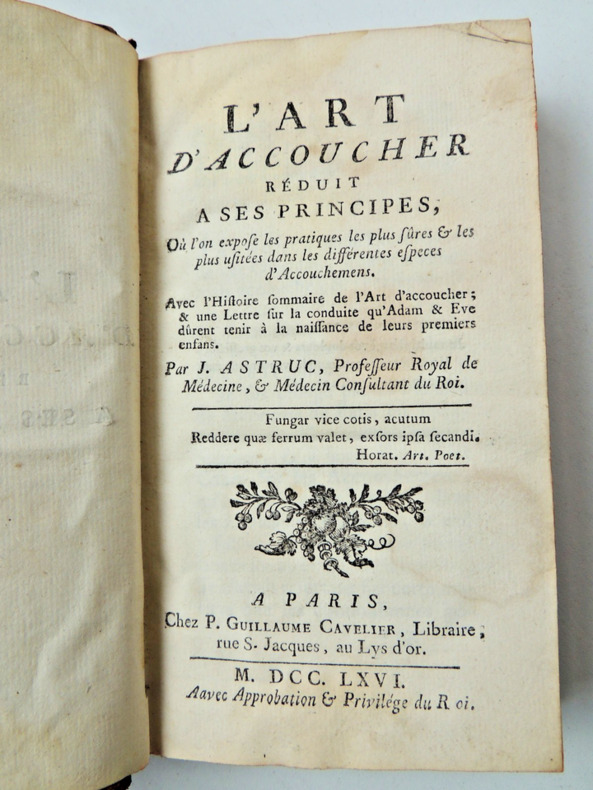 L'ART
D'ACCOUCHER
RÉDUIT
A SES PRINCIPES,
Où l'on expose les pratiques les plus sûres & les
plus usitées dans les différentes especes
d'Accouchemens.
Avec l'Histoire sommaire de l'Art d'accoucher;
& une Lettre sur la conduite qu'Adam & Eve
dûrent tenir à la naissance de leurs premiers
enfans.
Par J. ASTRUC, Professeur Royal de
Médecine, & Médecin Consultant du Roi.
Fungar vice cotis, acutum
Reddere quæ ferrum valet, exsors ipsa secandi.
Horat. Art. Poet.
A PARIS,
Chez P. GUILLAUME CAVELIER, Libraire,
rue S. Jacques, au Lys d'or.
M. DCC. LXVI.
Aavec Approbation & Privilége du R oi.